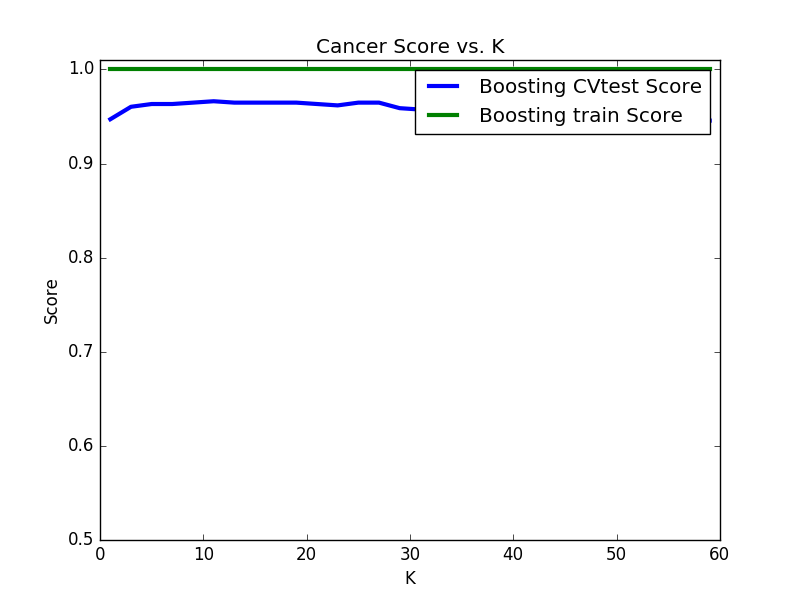 Cancer Score vs. K
1.0
0.9
0.8
0.7
0.6
0.5
Score
Boosting CVtest Score
Boosting train Score
0 10 20 30 40 50 60
K